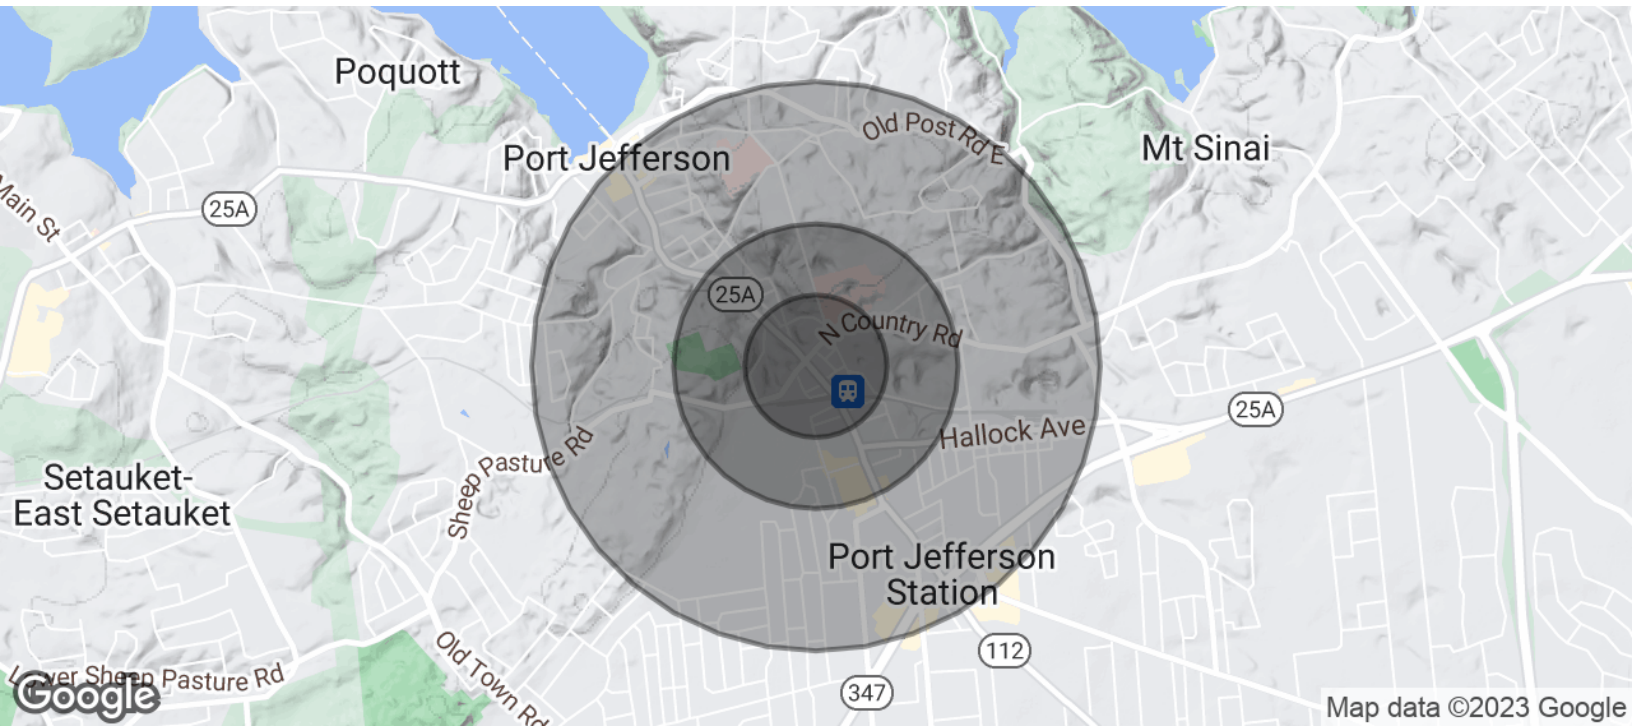 Poquott
Old Post Rd E
Mt Sinai
Port Jefferson
Main St
25A
25A
N Country Rd
25A
Hallock Ave
Sheep Pasture Rd
Setauket-
East Setauket
Port Jefferson
Station
112
Old Town Rd
Lower Sheep Pasture Rd
Google
347
Map data ©2023 Google